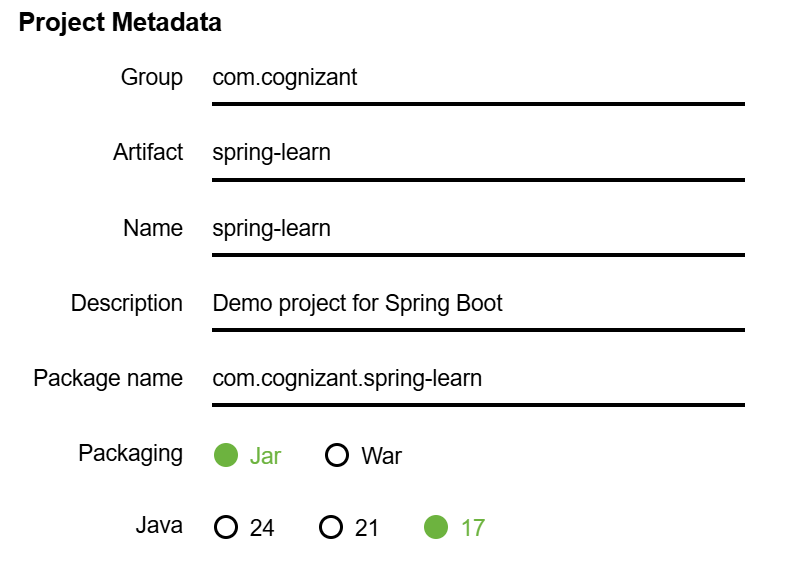 Project Metadata
Group com.cognizant
Artifact spring-learn
Name spring-learn
Description Demo project for Spring Boot
Package name com.cognizant.spring-learn
Packaging Jar War
Java 24 21 17